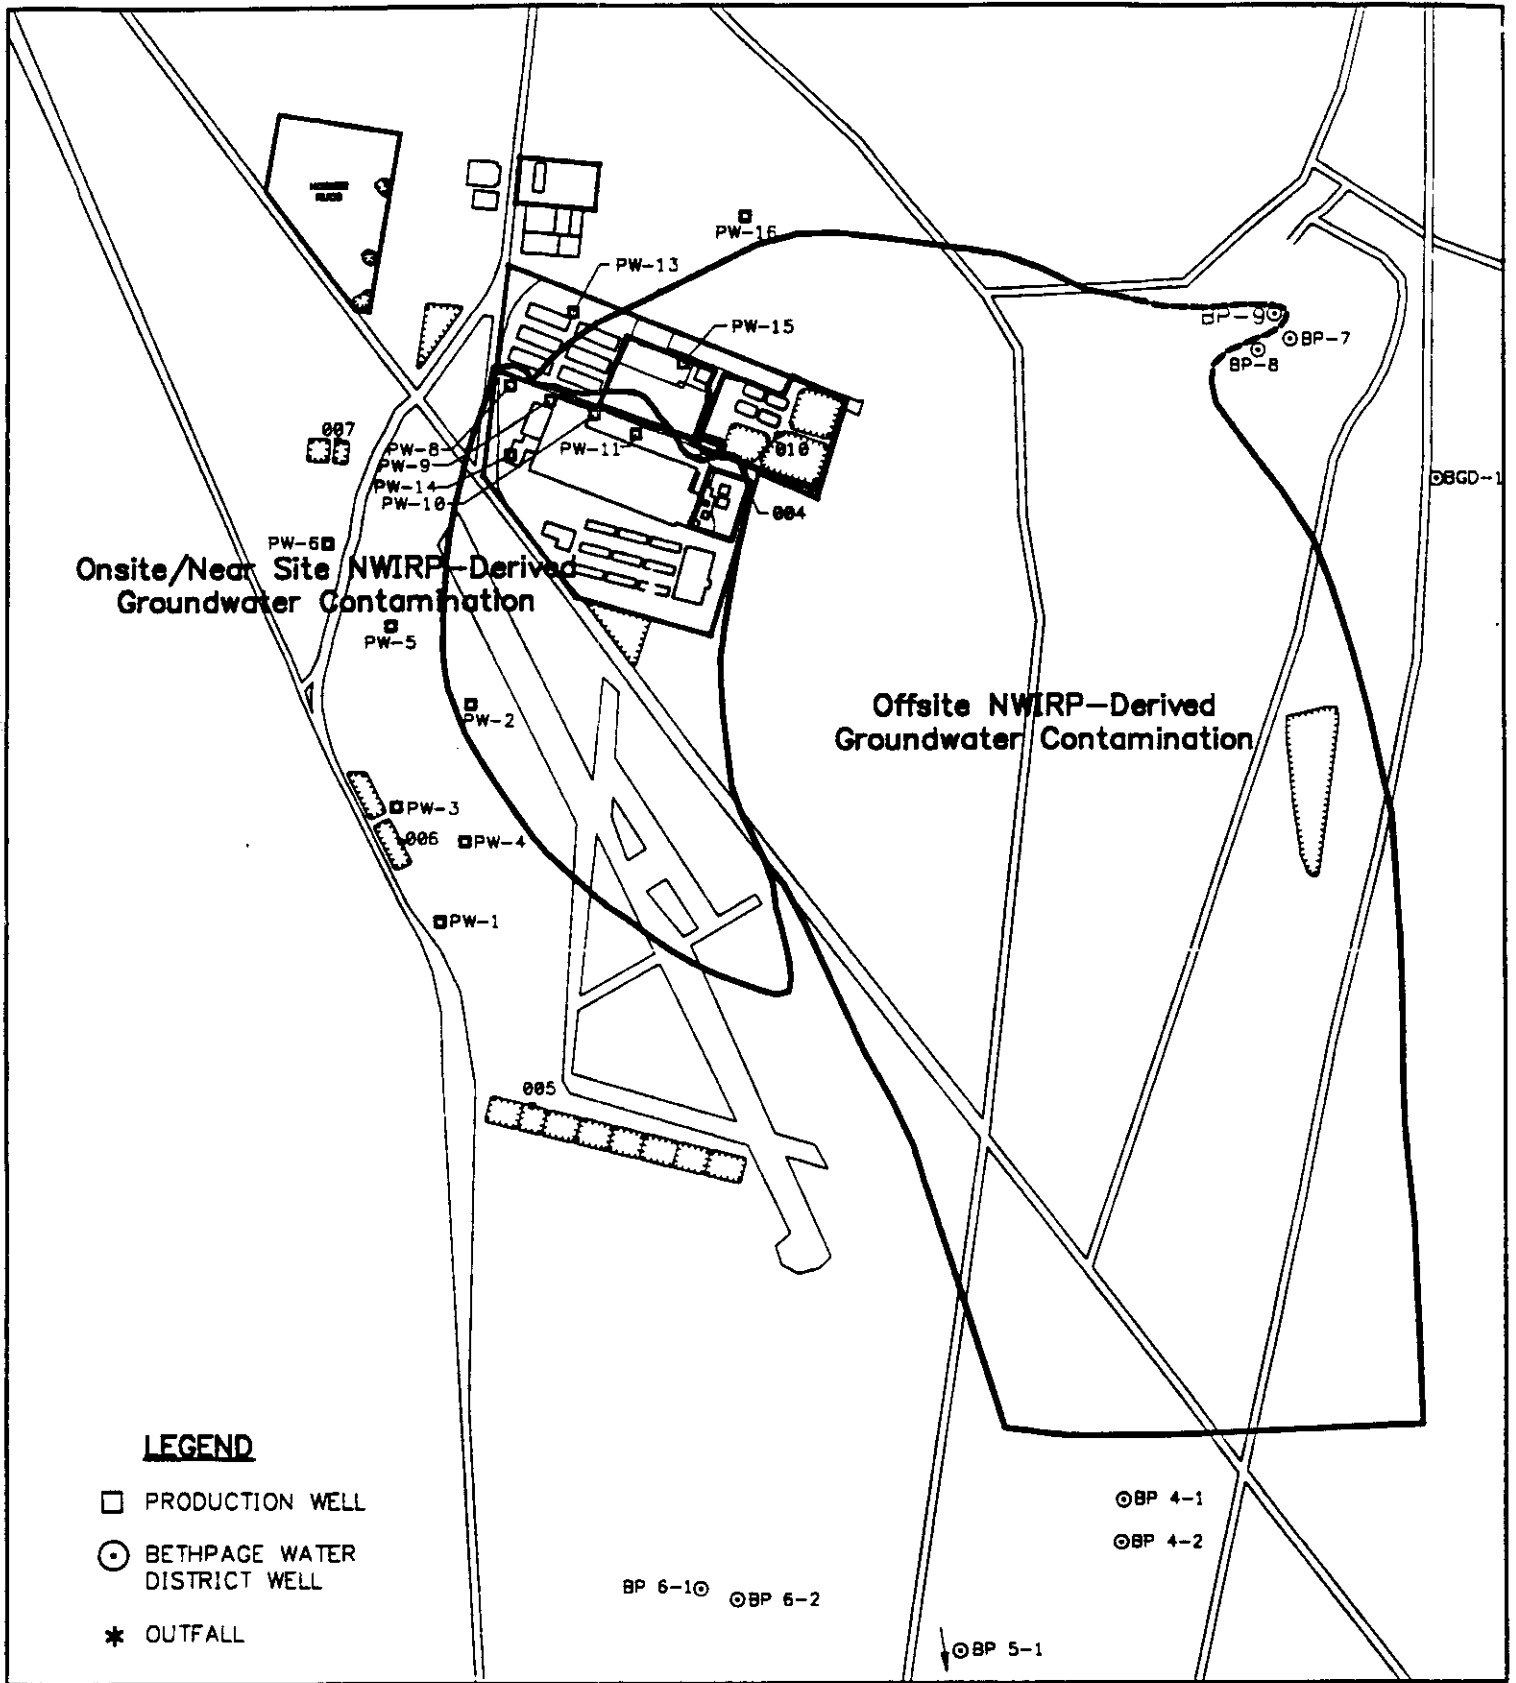 PW-16
PW-13
PW-15
BP-9
BP-7
BP-8
007
PW-8
PW-9
PW-14
PW-10
PW-11
010
004
BGD-1
PW-6
Onsite/Near Site NWIRP-Derived
Groundwater Contamination
PW-5
PW-2
Offsite NWIRP-Derived
Groundwater Contamination
PW-3
006
PW-4
PW-1
005
LEGEND
PRODUCTION WELL
BETHPAGE WATER
DISTRICT WELL
OUTFALL
BP 4-1
BP 4-2
BP 6-1
BP 6-2
BP 5-1